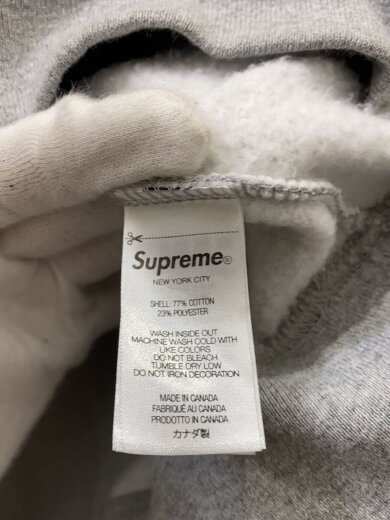 Supreme®
NEW YORK CITY
SHELL: 77% COTTON
23% POLYESTER
WASH INSIDE OUT
MACHINE WASH COLD WITH
LIKE COLORS
DO NOT BLEACH
TUMBLE DRY LOW
DO NOT IRON DECORATION
MADE IN CANADA
FABRIQUÉ AU CANADA
PRODOTTO IN CANADA
カナダ製